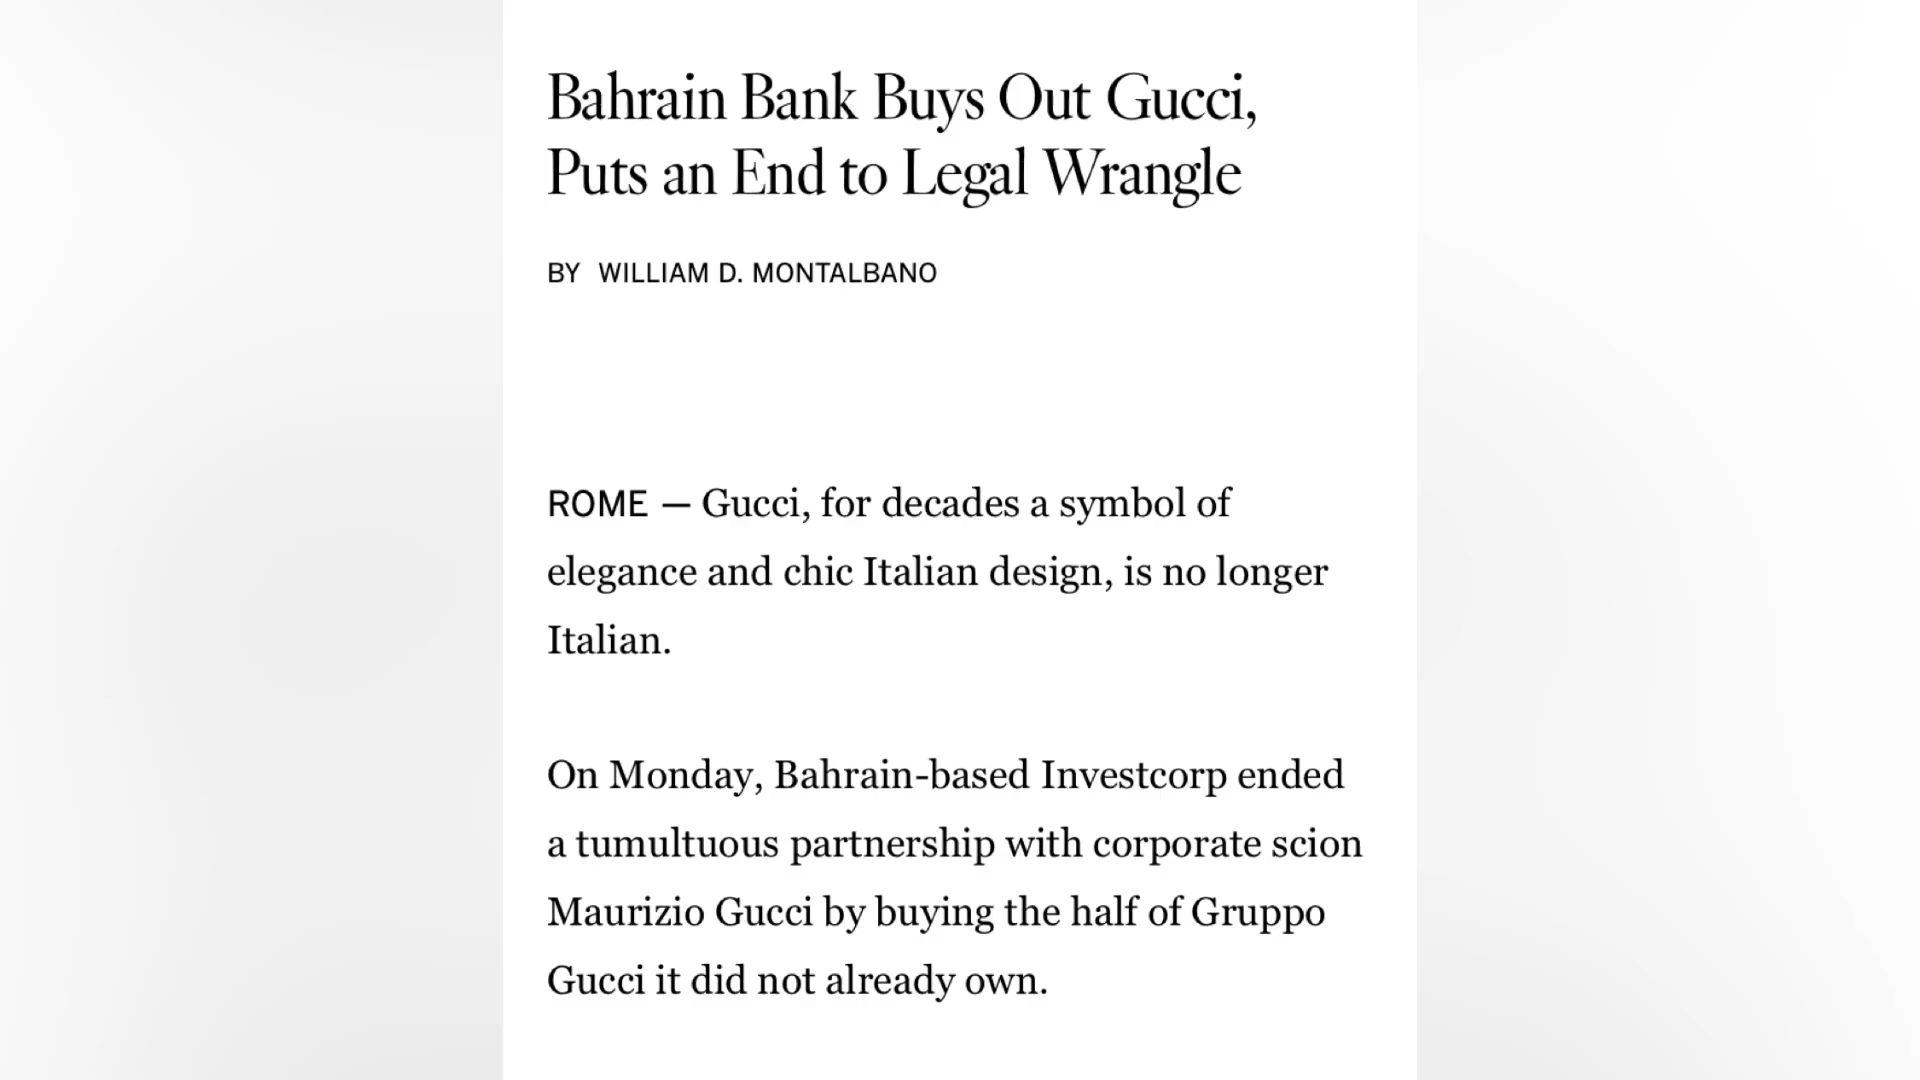 Bahrain Bank Buys Out Gucci,
Puts an End to Legal Wrangle
BY WILLIAM D. MONTALBANO
ROME — Gucci, for decades a symbol of
elegance and chic Italian design, is no longer
Italian.
On Monday, Bahrain-based Investcorp ended
a tumultuous partnership with corporate scion
Maurizio Gucci by buying the half of Gruppo
Gucci it did not already own.